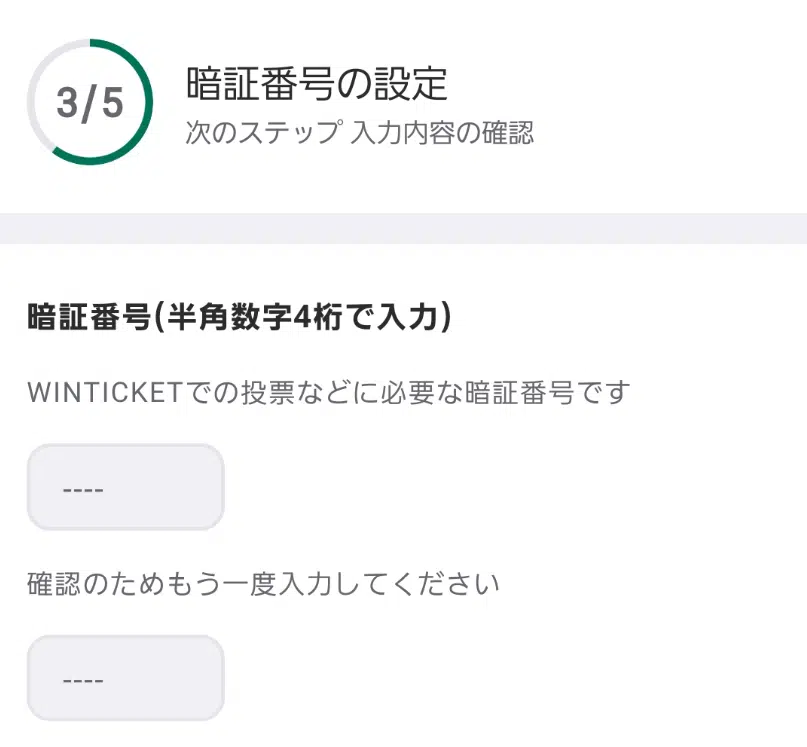 3/5
暗証番号の設定
次のステップ 入力内容の確認
暗証番号(半角数字4桁で入力)
WINTICKETでの投票などに必要な暗証番号です
----
確認のためもう一度入力してください
----